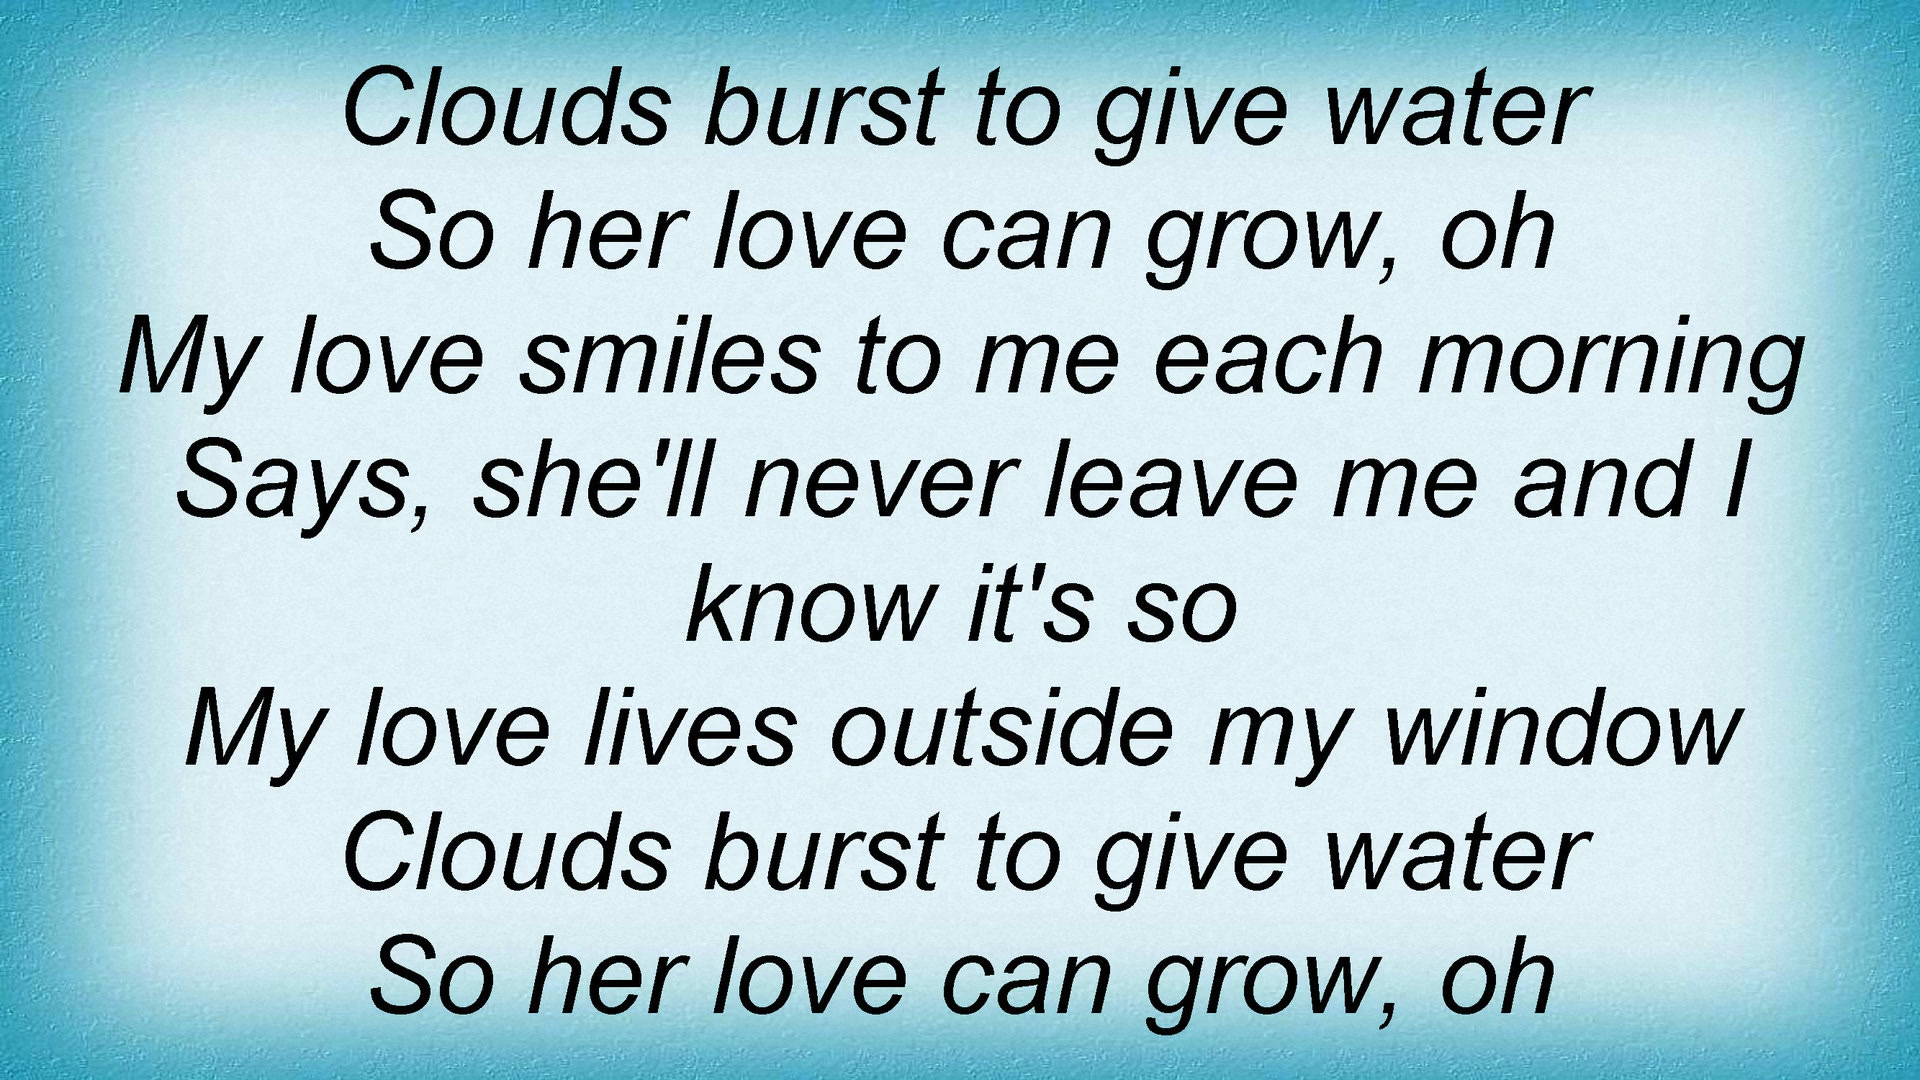 Clouds burst to give water
So her love can grow, oh
My love smiles to me each morning
Says, she'll never leave me and I
know it's so
My love lives outside my window
Clouds burst to give water
So her love can grow, oh